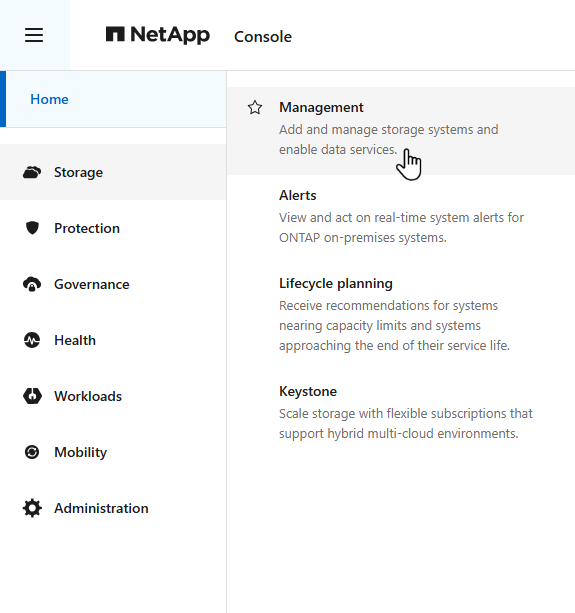 NetApp Console
Home
Storage
Protection
Governance
Health
Workloads
Mobility
Administration
Management
Add and manage storage systems and
enable data services.
Alerts
View and act on real-time system alerts for
ONTAP on-premises systems.
Lifecycle planning
Receive recommendations for systems
nearing capacity limits and systems
approaching the end of their service life.
Keystone
Scale storage with flexible subscriptions that
support hybrid multi-cloud environments.